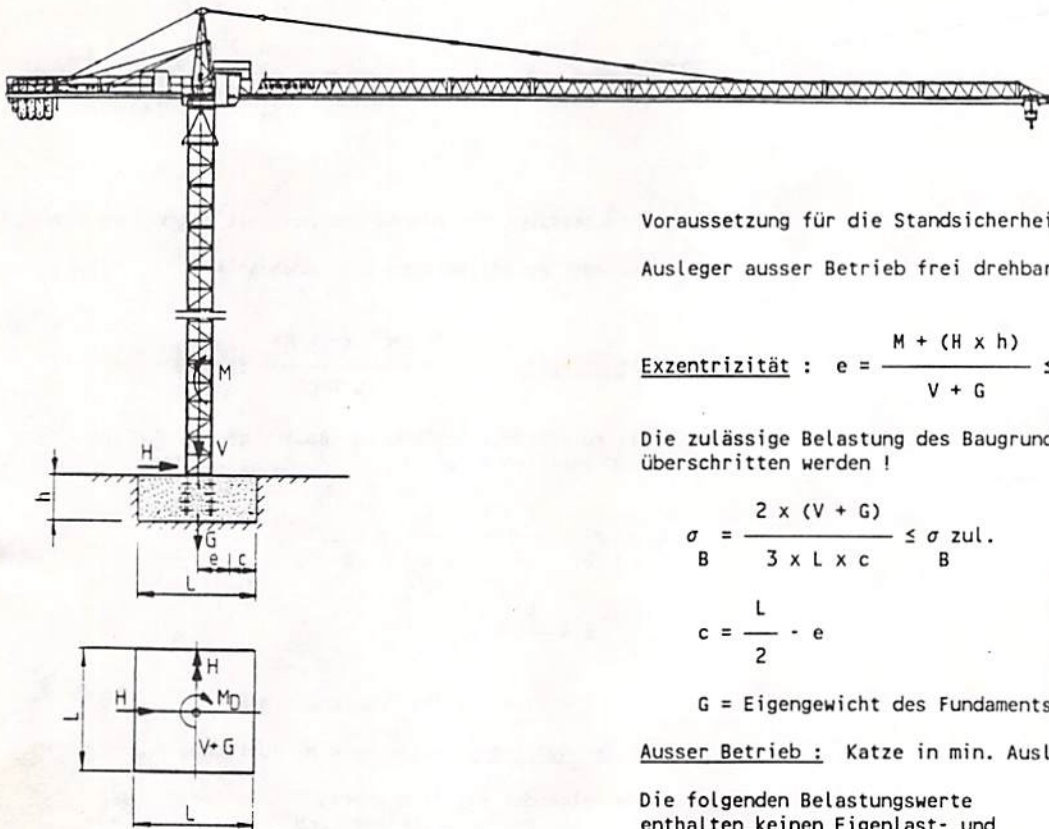 Voraussetzung für die Standsicherhei
Ausleger ausser Betrieb frei drehbar
Exzentrizität : e = M + (H x h) / V + G ≤
Die zulässige Belastung des Baugrund
überschritten werden !
σ B = 2 x (V + G) / 3 x L x c ≤ σ B zul.
c = L / 2 - e
G = Eigengewicht des Fundaments
Ausser Betrieb : Katze in min. Ausl
Die folgenden Belastungswerte
enthalten keinen Eigenlast- und
M
H
V
h
G
e c
L
H
H
MD
L
V+G
L